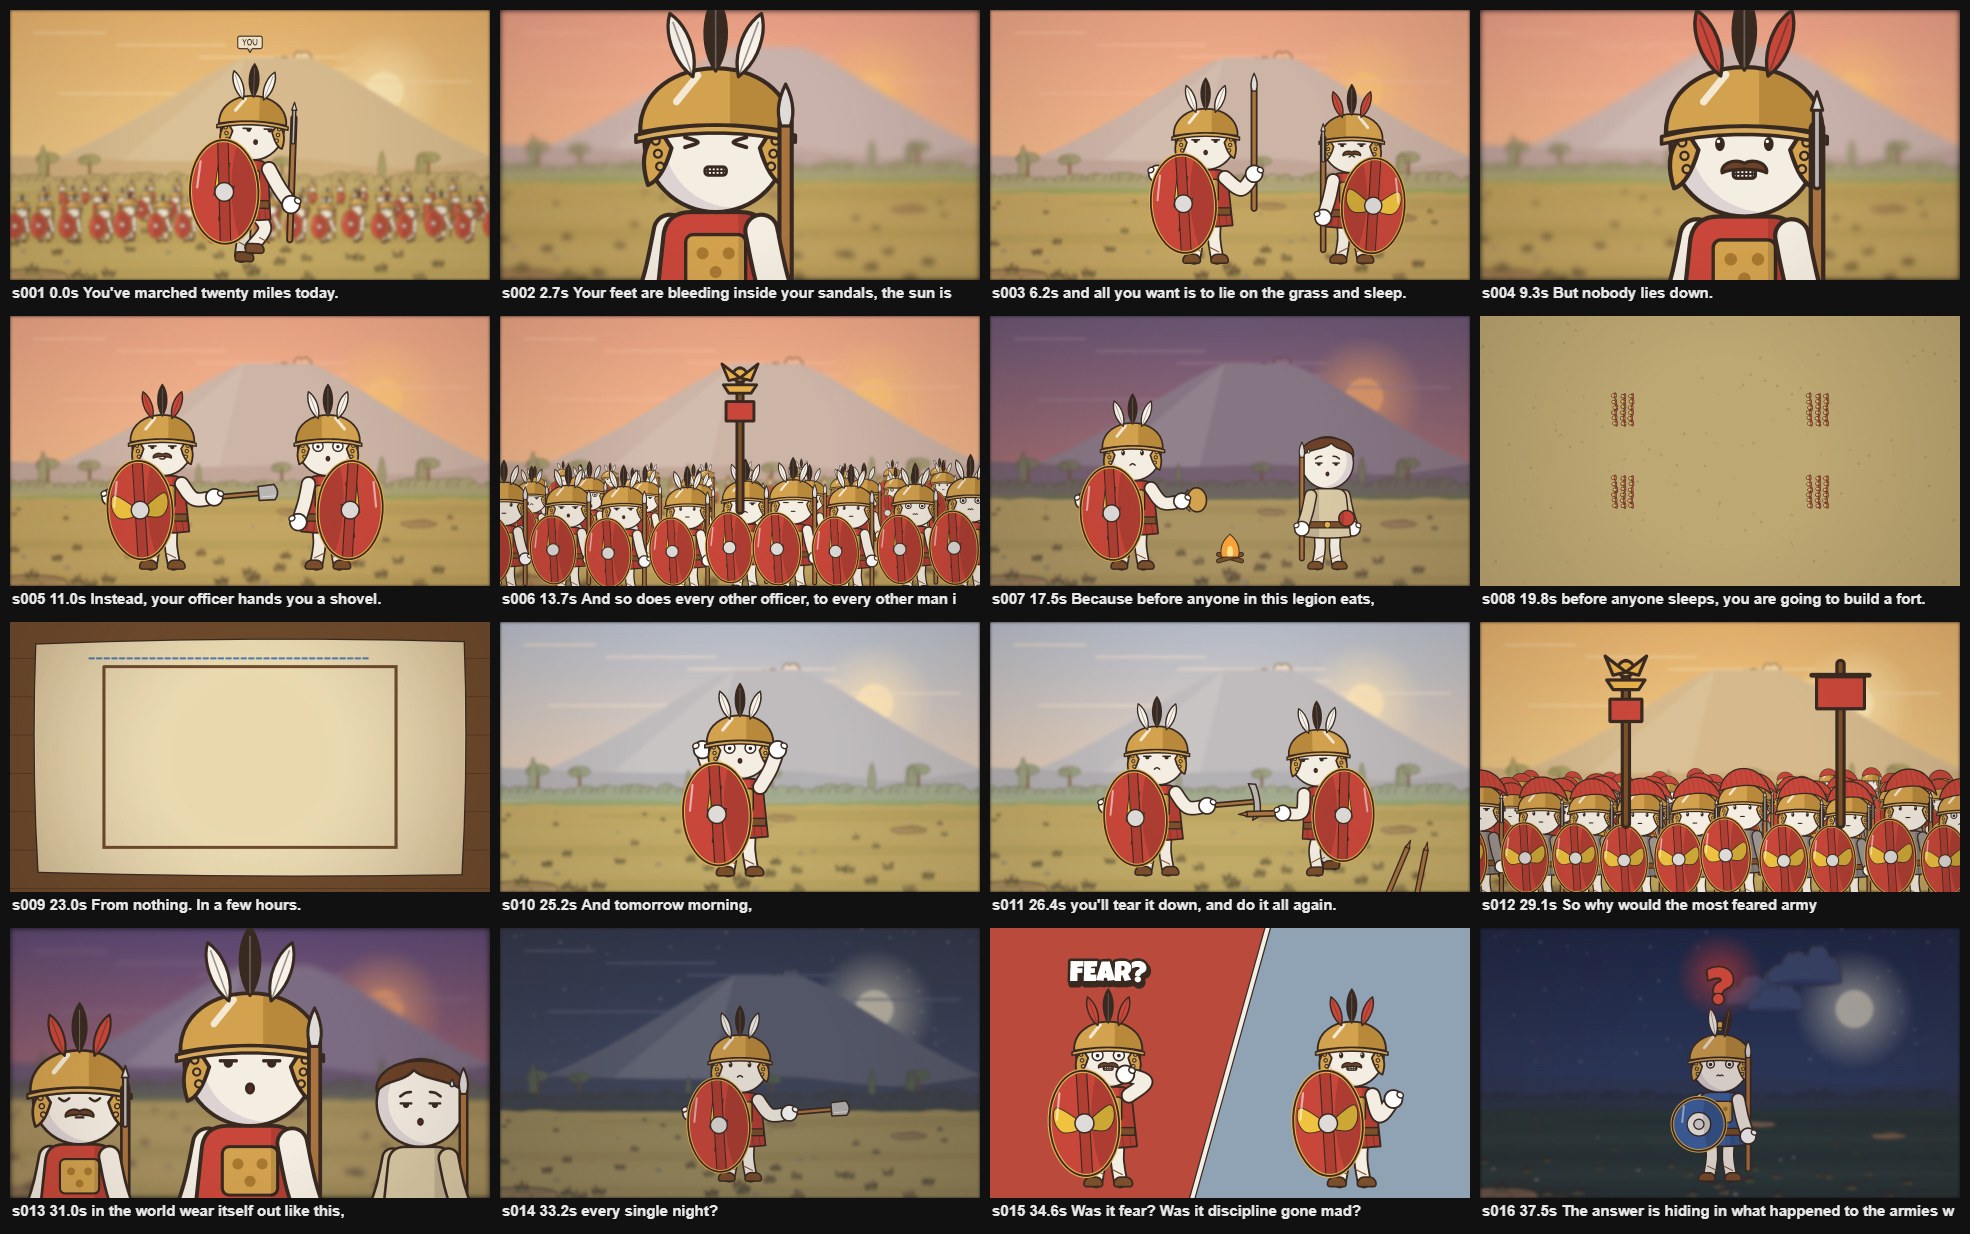 YOU
s001 0.0s You've marched twenty miles today.
s002 2.7s Your feet are bleeding inside your sandals, the sun is
s003 6.2s and all you want is to lie on the grass and sleep.
s004 9.3s But nobody lies down.
s005 11.0s Instead, your officer hands you a shovel.
s006 13.7s And so does every other officer, to every other man i
s007 17.5s Because before anyone in this legion eats,
s008 19.8s before anyone sleeps, you are going to build a fort.
s009 23.0s From nothing. In a few hours.
s010 25.2s And tomorrow morning,
s011 26.4s you'll tear it down, and do it all again.
s012 29.1s So why would the most feared army
FEAR?
?
s013 31.0s in the world wear itself out like this,
s014 33.2s every single night?
s015 34.6s Was it fear? Was it discipline gone mad?
s016 37.5s The answer is hiding in what happened to the armies w